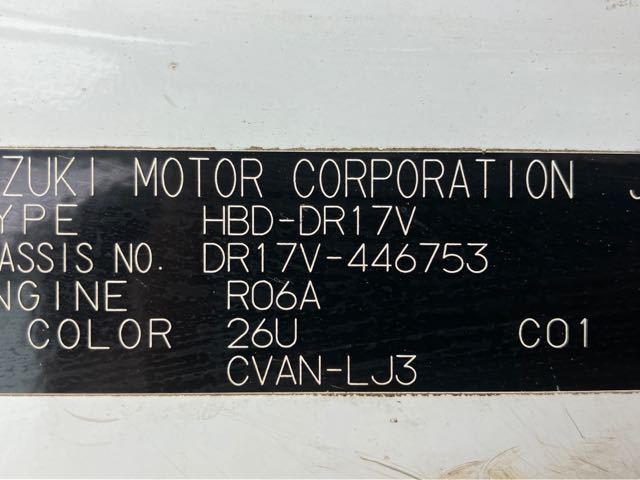 ZUKI MOTOR CORPORATION J
YPE HBD-DR17V
ASSIS NO. DR17V-446753
NGINE R06A
COLOR 26U C01
CVAN-LJ3